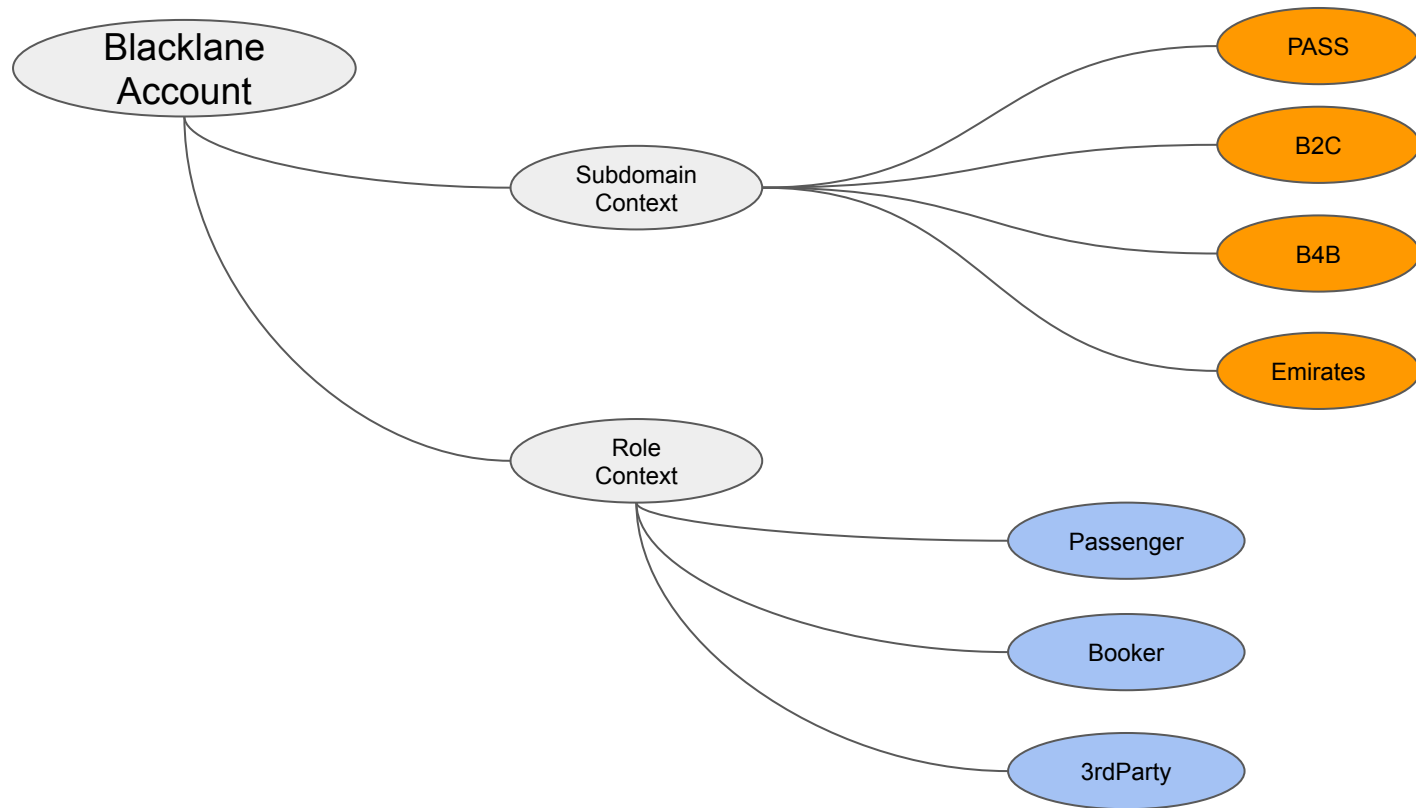 Blacklane
Account
PASS
B2C
Subdomain
Context
B4B
Emirates
Role
Context
Passenger
Booker
3rdParty